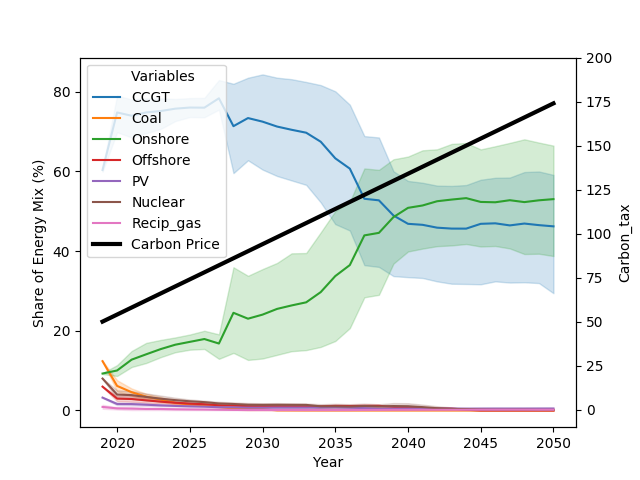 Variables
CCGT
Coal
Onshore
Offshore
PV
Nuclear
Recip_gas
Carbon Price
Share of Energy Mix (%)
80
60
40
20
0
200
175
150
125
100
75
50
25
0
Carbon_tax
2020 2025 2030 2035 2040 2045 2050
Year